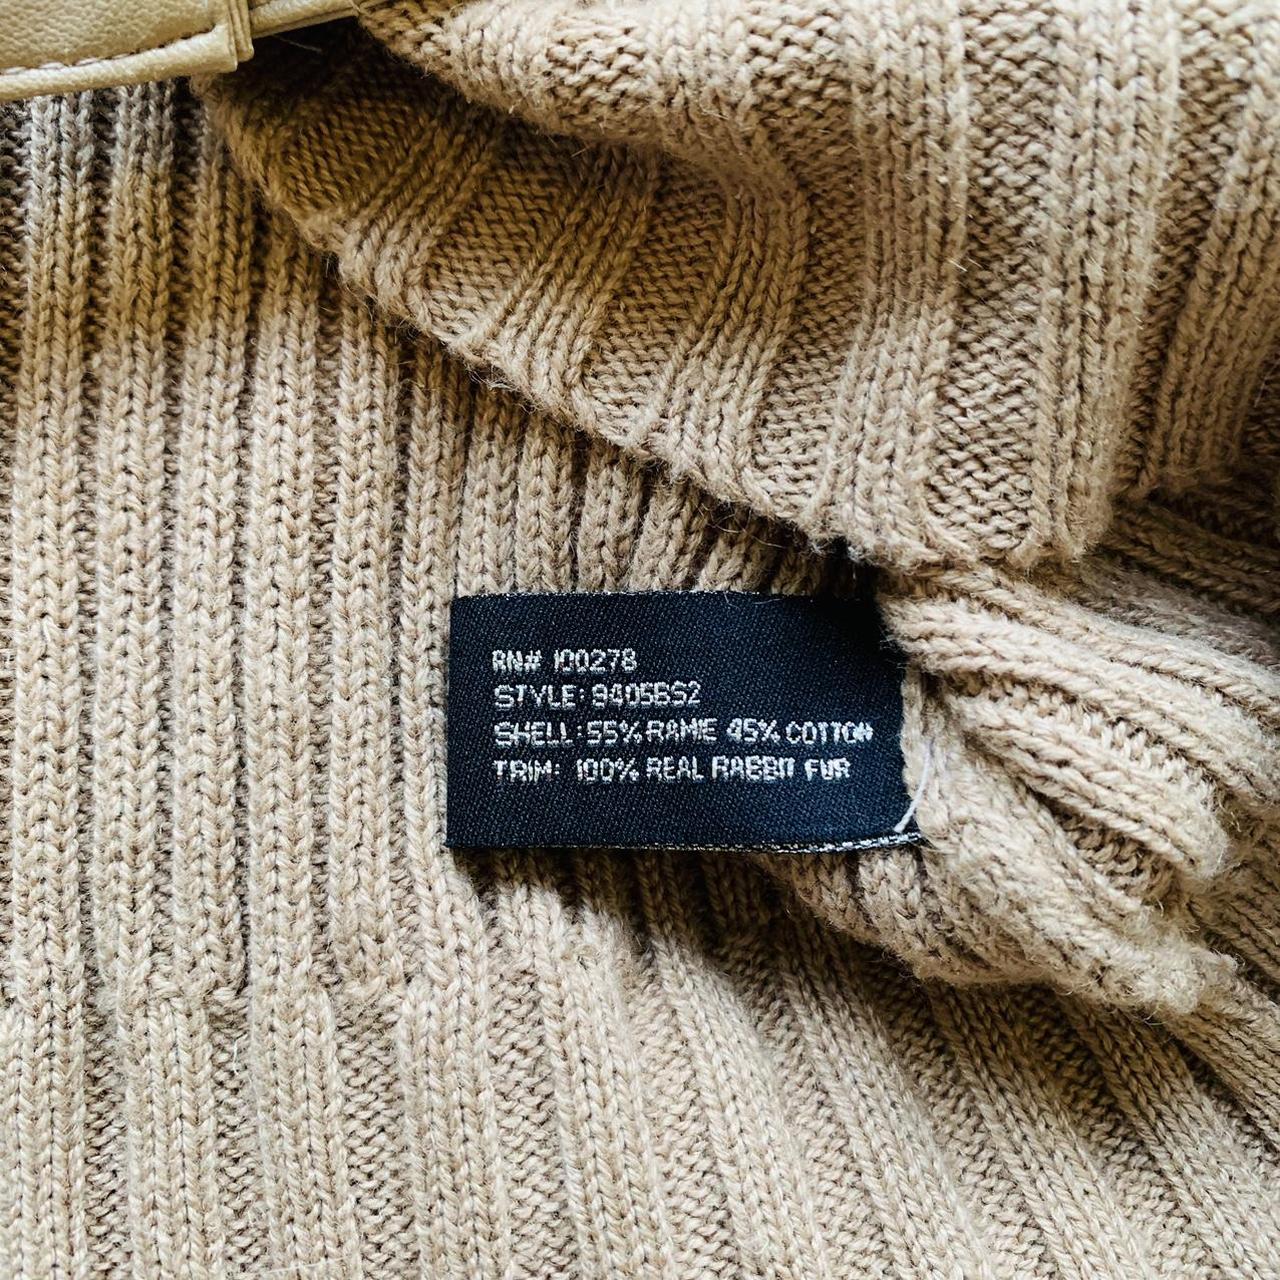 RN# 100278
STYLE: 9405BS2
SHELL: 55% RAMIE 45% COTTON
TRIM: 100% REAL RABBIT FUR